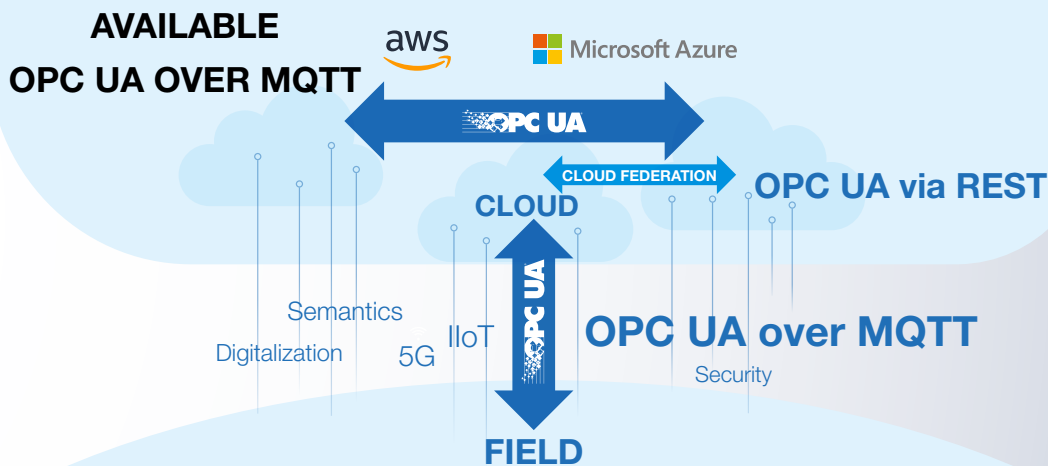 AVAILABLE
OPC UA OVER MQTT
aws
Microsoft Azure
OPC UA
CLOUD FEDERATION
OPC UA via REST
CLOUD
OPC UA
Semantics
Digitalization
5G
IIoT
OPC UA over MQTT
Security
FIELD